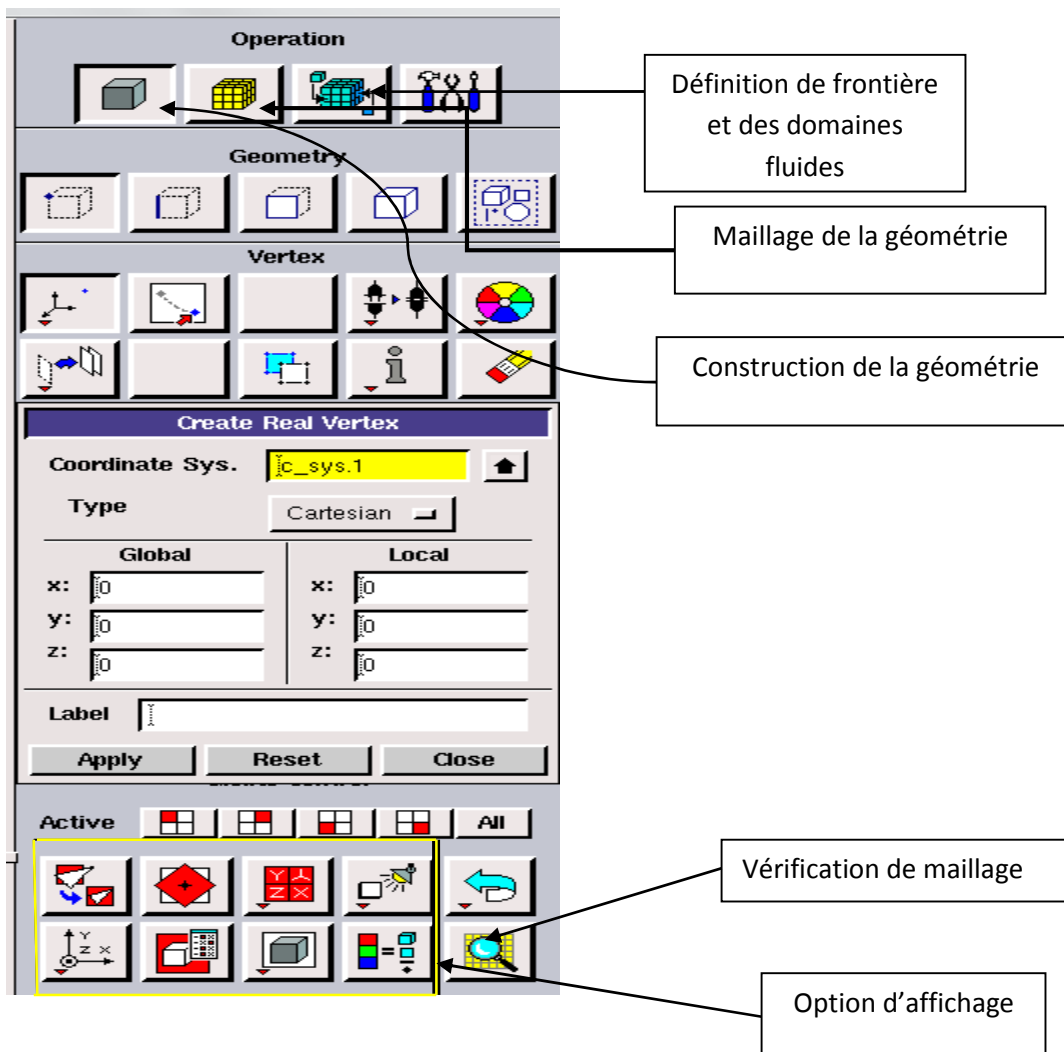 Operation
Définition de frontière
et des domaines
fluides
Geometry
Maillage de la géométrie
Vertex
Construction de la géométrie
Create Real Vertex
Coordinate Sys. c_sys.1
Type Cartesian
Global Local
x: 0 x: 0
y: 0 y: 0
z: 0 z: 0
Label
Apply Reset Close
Active All
Vérification de maillage
Y
Z X
Y
Z X
Option d’affichage